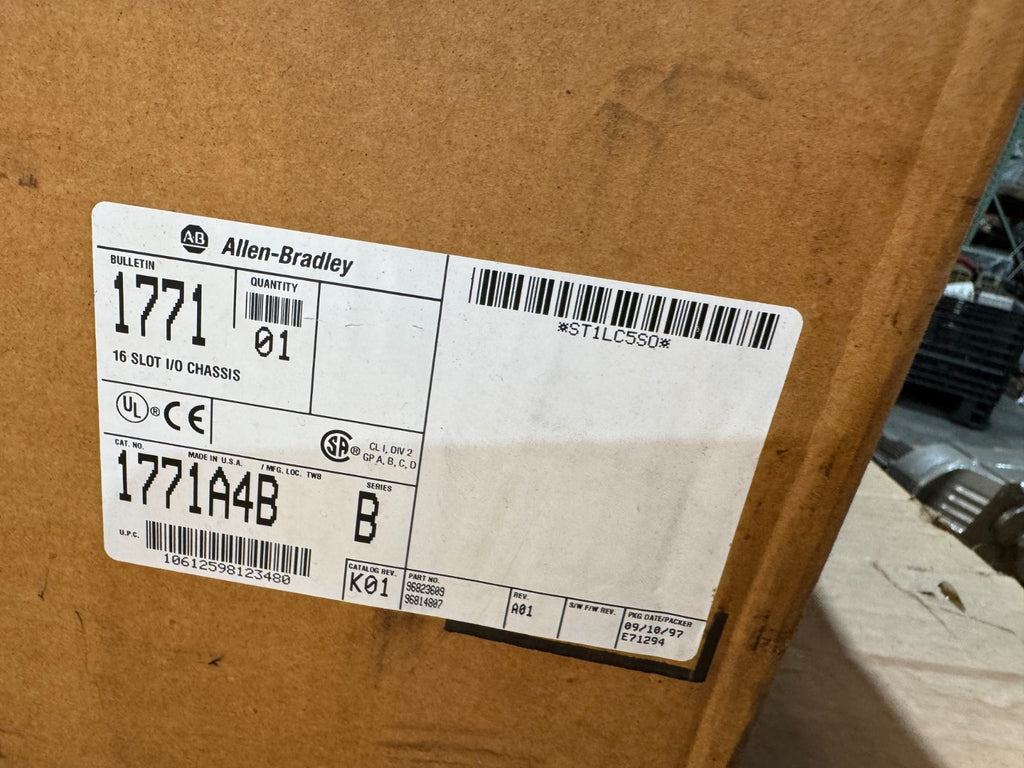 AB Allen-Bradley
BULLETIN
1771
QUANTITY
01
16 SLOT I/O CHASSIS
*ST1LC5SO*
UL ® CE
SA ® CL I, DIV 2
GP A, B, C, D
CAT. NO.
MADE IN U.S.A. / MFG. LOC. TWB
1771A4B
SERIES
B
U.P.C.
10612598123480
CATALOG REV.
K01
PART NO.
96823609
96814807
REV.
A01
S/W F/W REV.
PKG DATE/PACKER
09/10/97
E71294